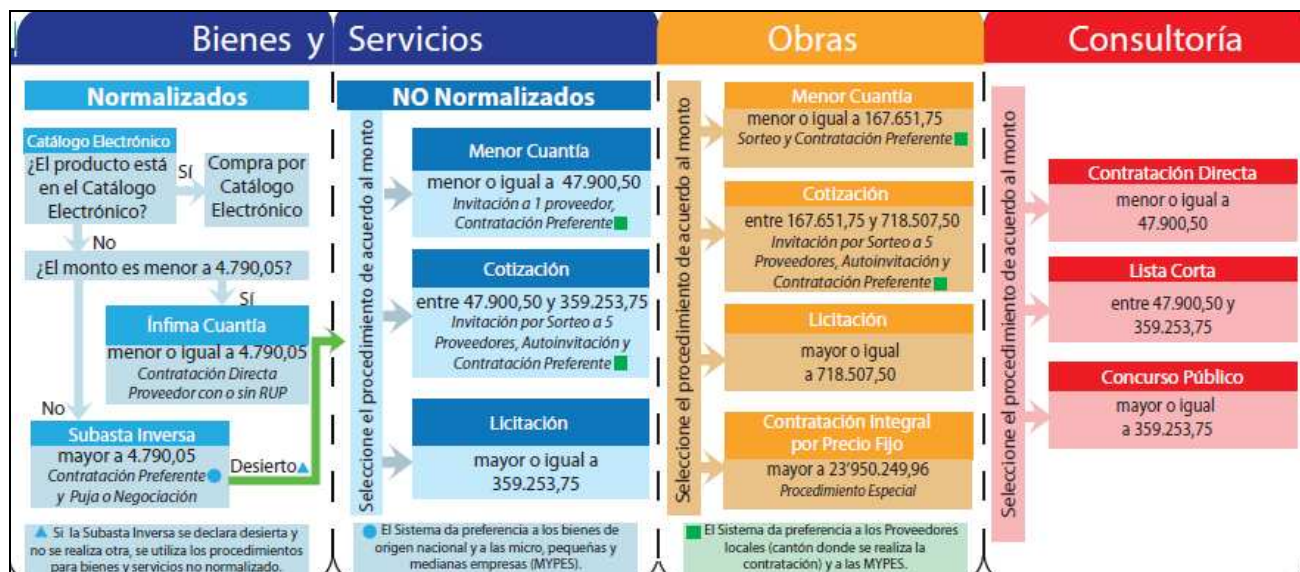 Bienes y Servicios
Normalizados
Catálogo Electrónico
¿El producto está
en el Catálogo
Electrónico?
Sí
Compra por
Catálogo
Electrónico
No
¿El monto es menor a 4.790,05?
Sí
Ínfima Cuantía
menor o igual a 4.790,05
Contratación Directa
Proveedor con o sin RUP
No
Subasta Inversa
mayor a 4.790,05
Contratación Preferente
y Puja o Negociación
Desierto
Si la Subasta Inversa se declara desierta y
no se realiza otra, se utiliza los procedimientos
para bienes y servicios no normalizado.
NO Normalizados
Seleccione el procedimiento de acuerdo al monto
Menor Cuantía
menor o igual a 47.900,50
Invitación a 1 proveedor,
Contratación Preferente
Cotización
entre 47.900,50 y 359.253,75
Invitación por Sorteo a 5
Proveedores, Autoinvitación y
Contratación Preferente
Licitación
mayor o igual a
359.253,75
El Sistema da preferencia a los bienes de
origen nacional y a las micro, pequeñas y
medianas empresas (MYPES).
Obras
Seleccione el procedimiento de acuerdo al monto
Menor Cuantía
menor o igual a 167.651,75
Sorteo y Contratación Preferente
Cotización
entre 167.651,75 y 718.507,50
Invitación por Sorteo a 5
Proveedores, Autoinvitación y
Contratación Preferente
Licitación
mayor o igual
a 718.507,50
Contratación Integral
por Precio Fijo
mayor a 23'950.249,96
Procedimiento Especial
El Sistema da preferencia a los Proveedores
locales (cantón donde se realiza la
contratación) y a las MYPES.
Consultoría
Seleccione el procedimiento de acuerdo al monto
Contratación Directa
menor o igual a
47.900,50
Lista Corta
entre 47.900,50 y
359.253,75
Concurso Público
mayor o igual
a 359.253,75